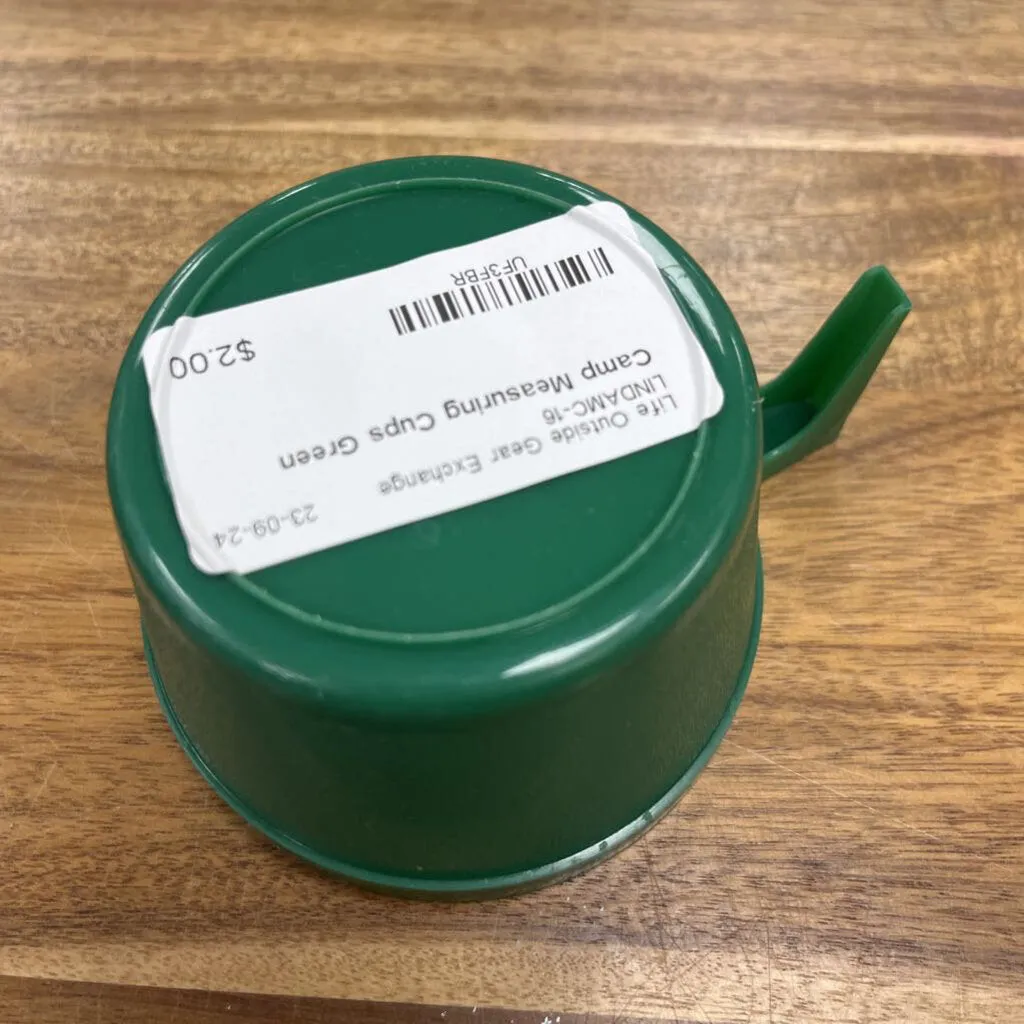 Life Outside Gear Exchange 23-09-24
LINDAMC-16
Camp Measuring Cups Green
$2.00
UF3FBR